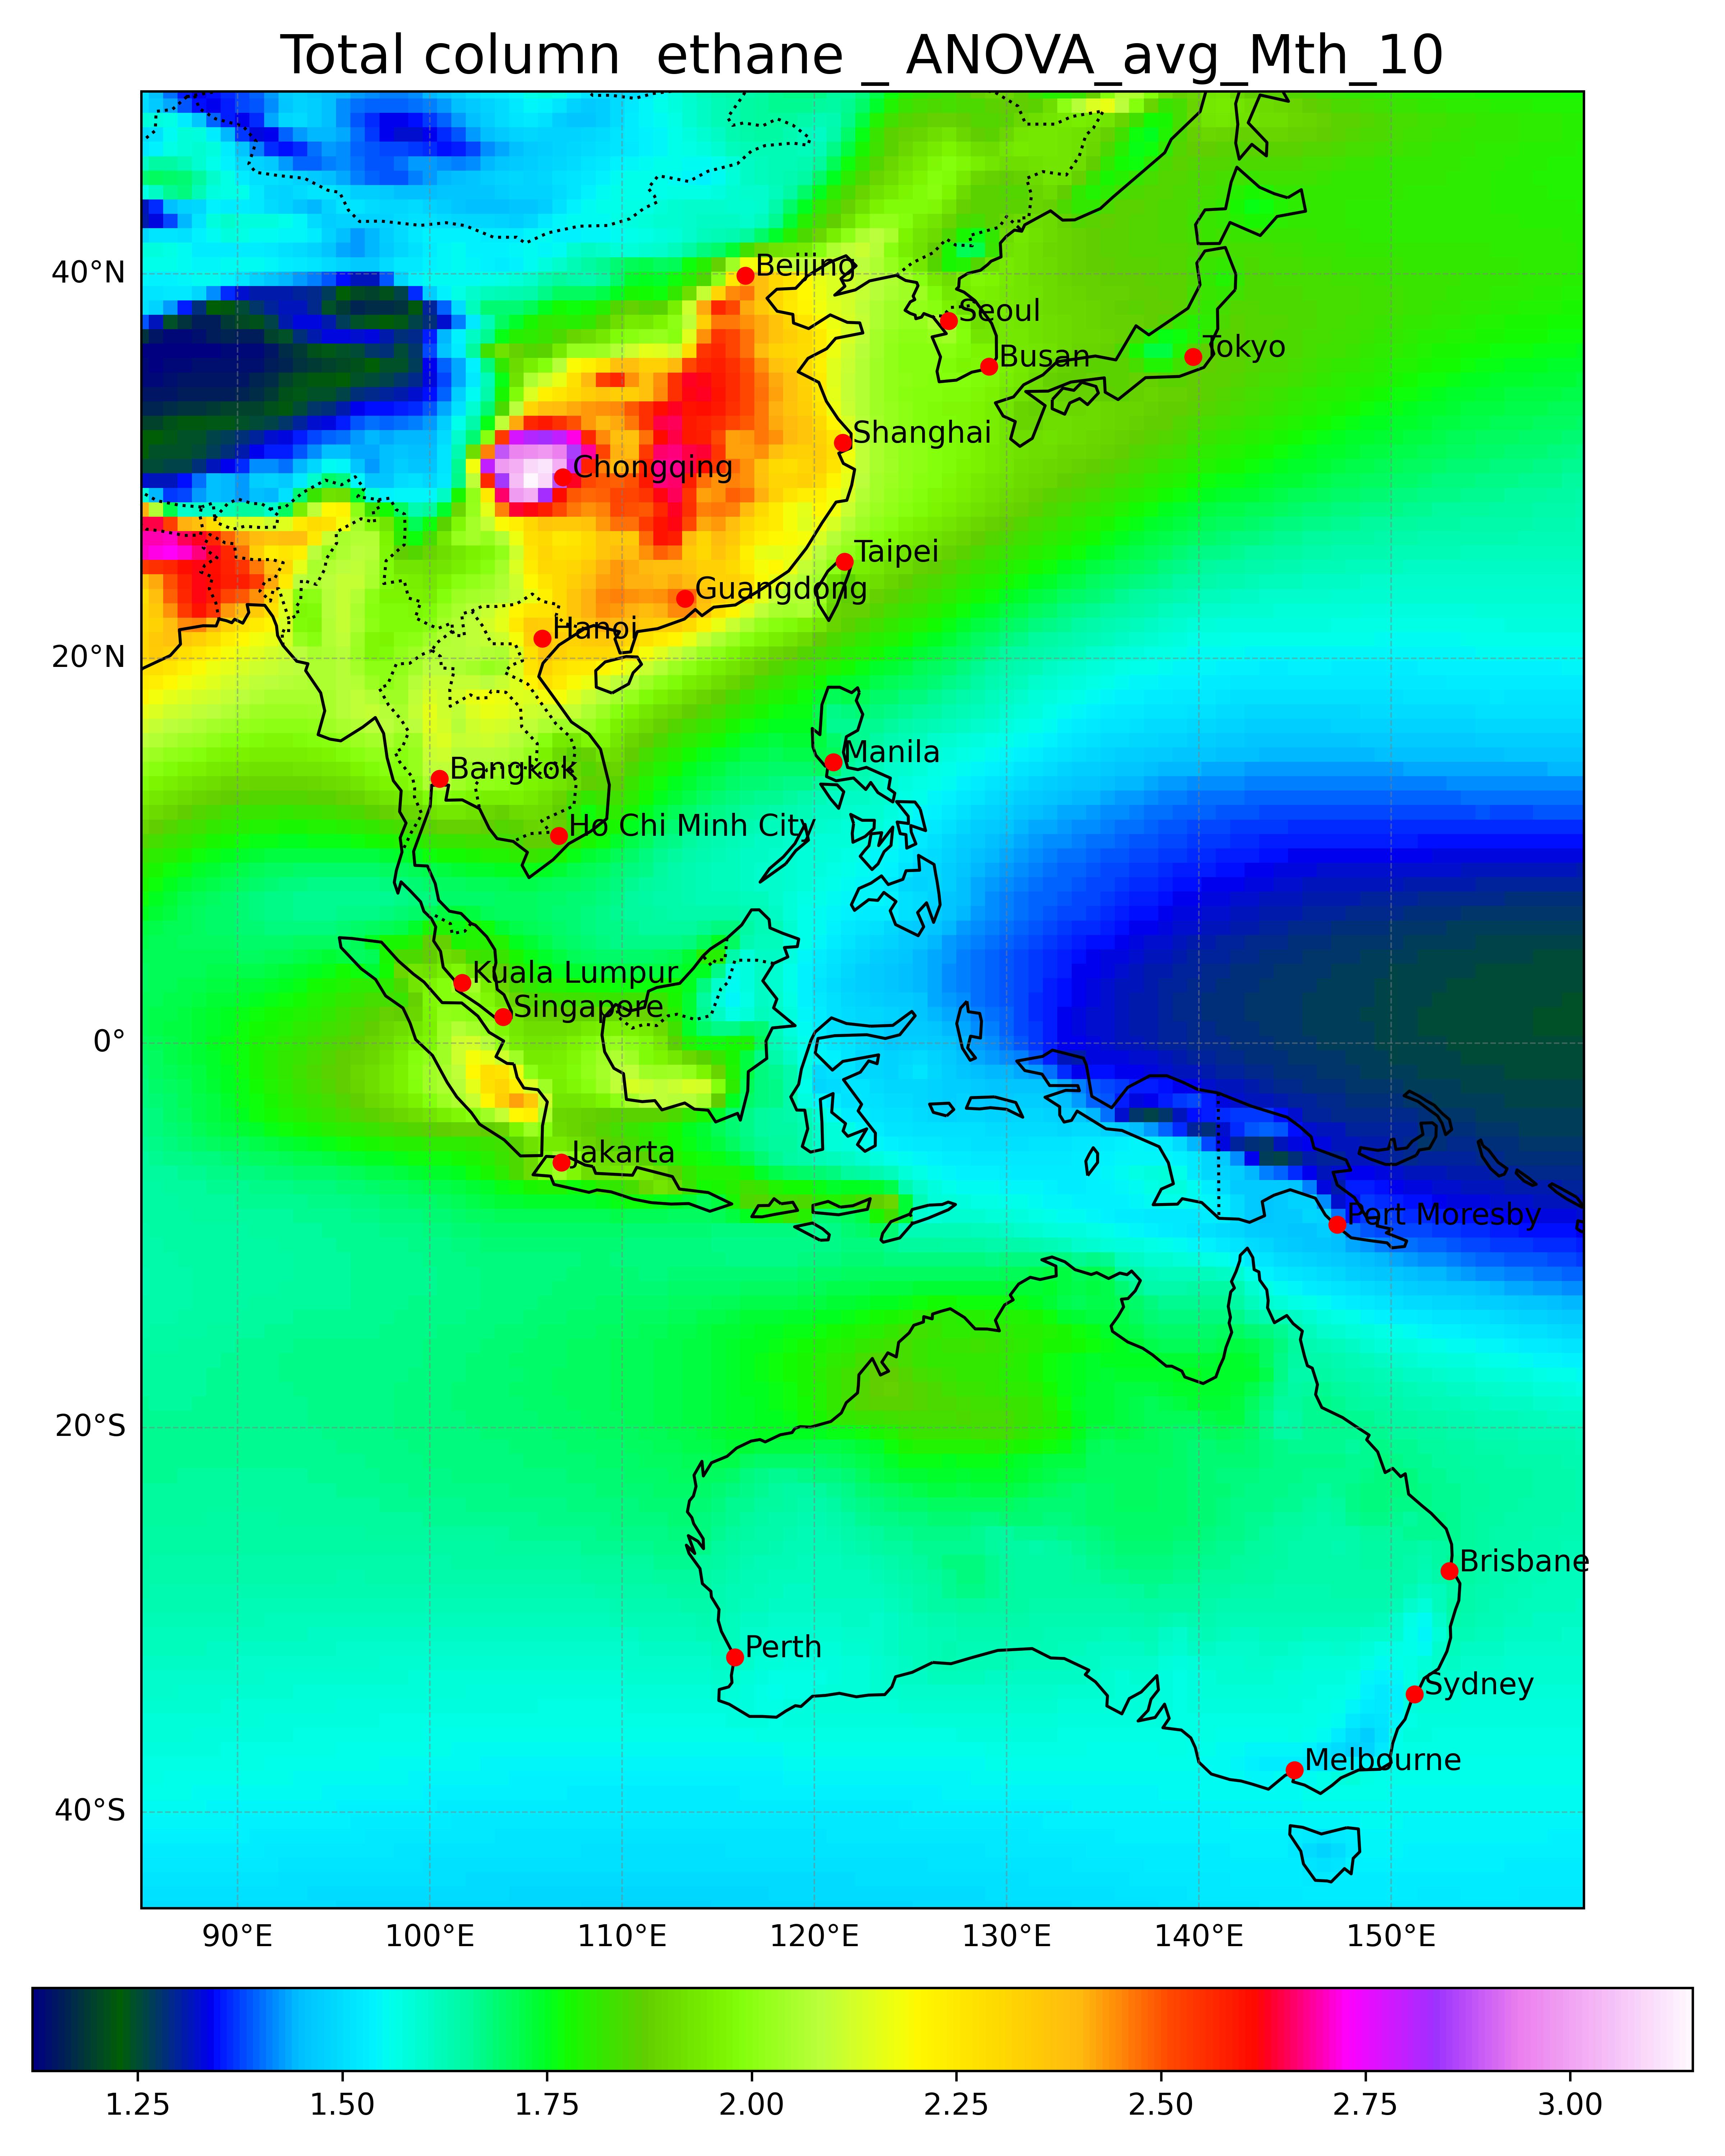 Total column  ethane _ ANOVA_avg_Mth_10
40°N
20°N
0°
20°S
40°S
Beijing
Seoul
Busan
Tokyo
Shanghai
Chongqing
Taipei
Guangdong
Hanoi
Manila
Bangkok
Ho Chi Minh City
Kuala Lumpur
Singapore
Jakarta
Port Moresby
Brisbane
Perth
Sydney
Melbourne
90°E 100°E 110°E 120°E 130°E 140°E 150°E
1.25 1.50 1.75 2.00 2.25 2.50 2.75 3.00